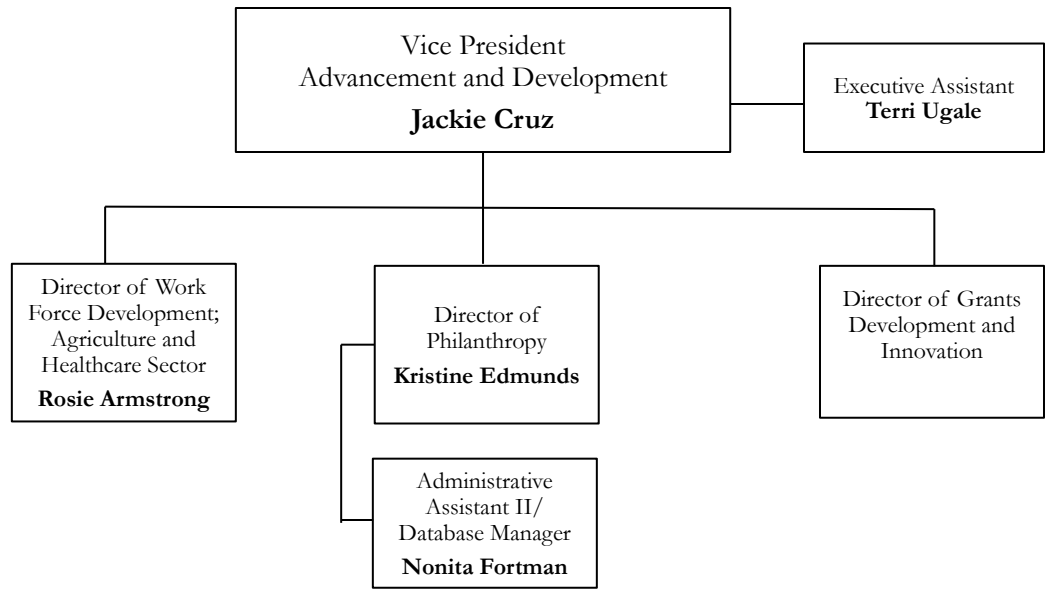 Vice President
Advancement and Development
Jackie Cruz
Executive Assistant
Terri Ugale
Director of Work
Force Development;
Agriculture and
Healthcare Sector
Rosie Armstrong
Director of
Philanthropy
Kristine Edmunds
Director of Grants
Development and
Innovation
Administrative
Assistant II/
Database Manager
Nonita Fortman